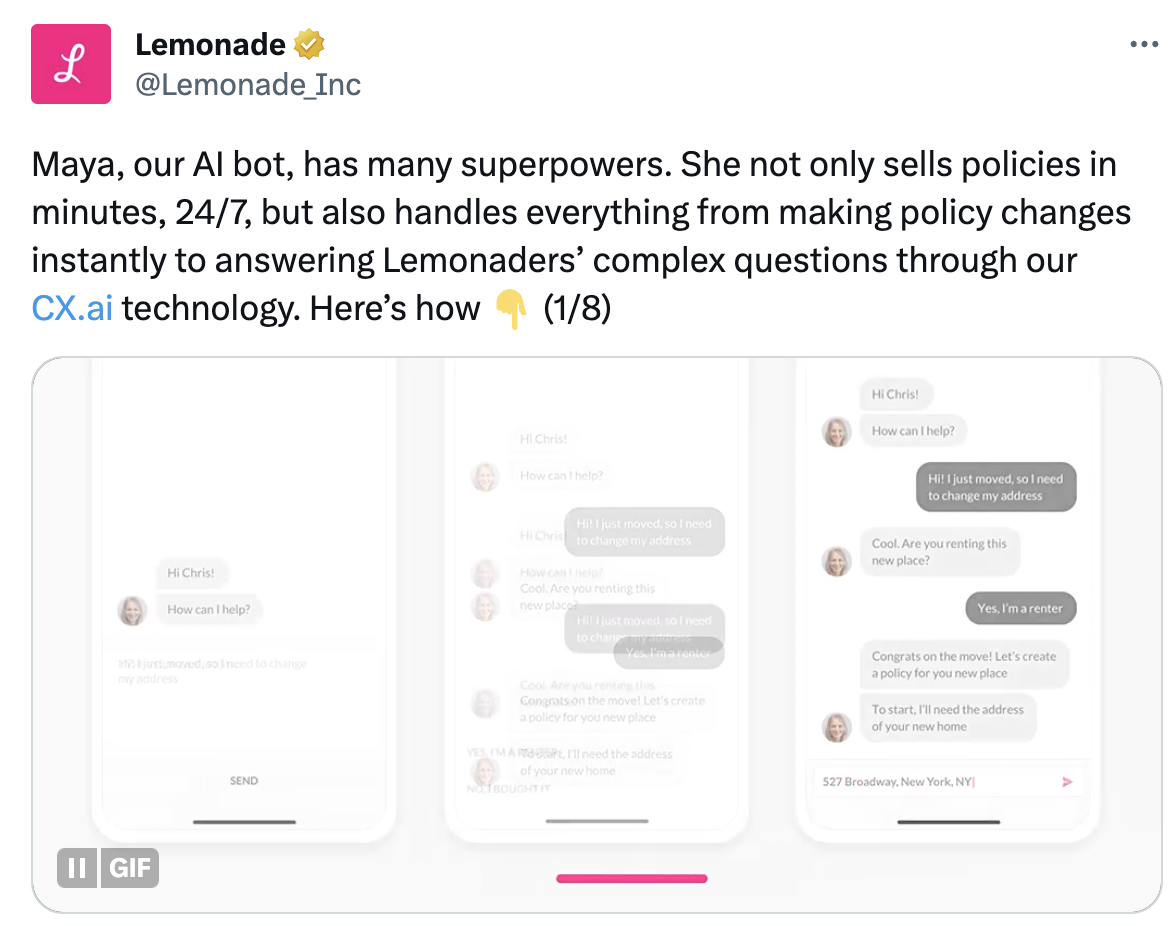 Lemonade
@Lemonade_Inc
Maya, our AI bot, has many superpowers. She not only sells policies in
minutes, 24/7, but also handles everything from making policy changes
instantly to answering Lemonaders’ complex questions through our
CX.ai technology. Here’s how 👇 (1/8)
Hi Chris!
How can I help?
Hi! I just moved, so I need to change
my address
SEND
Hi Chris!
How can I help?
Hi! I just moved, so I need
to change my address
Hi Chris!
How can I help?
Cool. Are you renting this
new place?
Hi! I just moved, so I need
to change my address
Yes, I'm a renter
Cool. Are you renting this
Congrats on the move! Let's create
a policy for you new place
YES, I'M A RENTER
To start, I'll need the address
of your new home
NO, I BOUGHT IT
Hi Chris!
How can I help?
Hi! I just moved, so I need
to change my address
Cool. Are you renting this
new place?
Yes, I'm a renter
Congrats on the move! Let's create
a policy for you new place
To start, I'll need the address
of your new home
527 Broadway, New York, NY
GIF